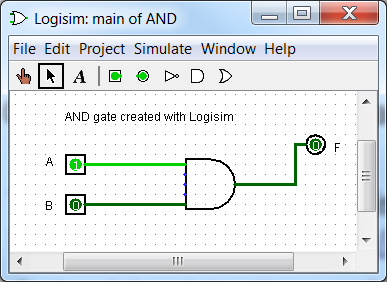 Logisim: main of AND
File Edit Project Simulate Window Help
A
AND gate created with Logisim
A
1
0
F
B
0